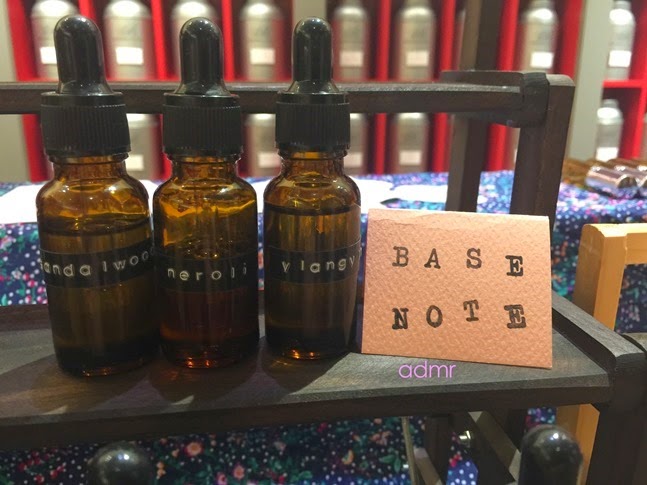 anda lwoo
neroli
ylangy
BASE
NOTE
admr